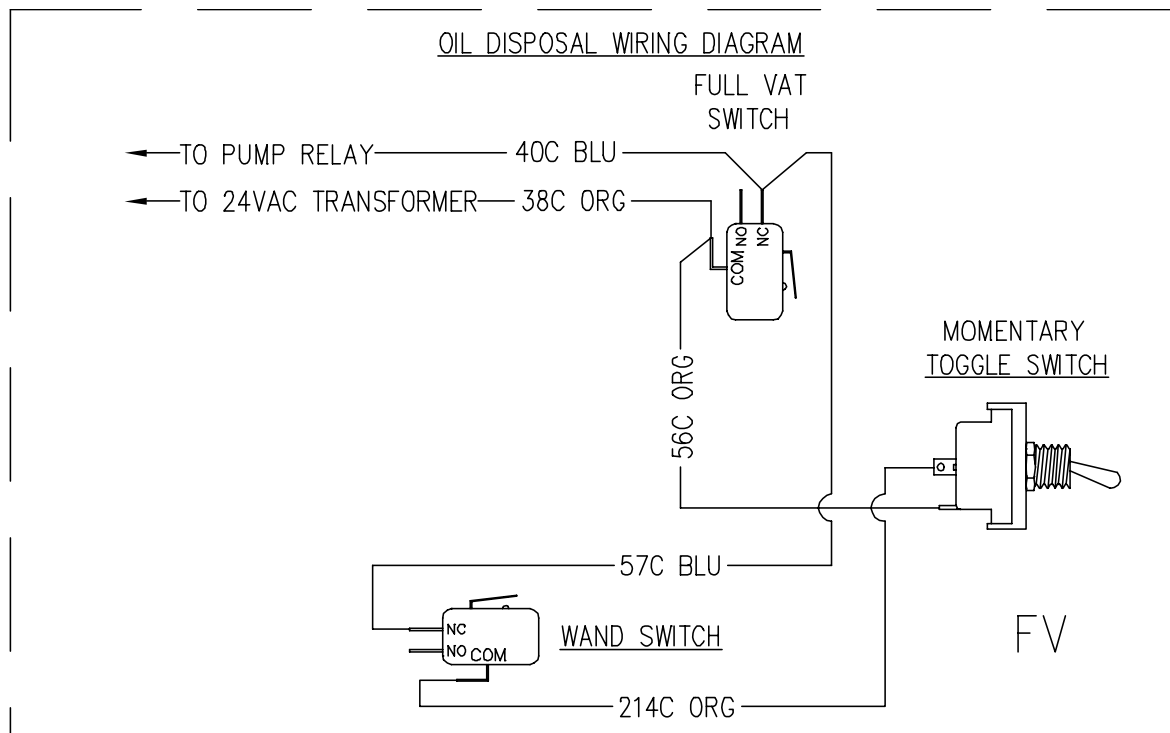 OIL DISPOSAL WIRING DIAGRAM
FULL VAT
SWITCH
TO PUMP RELAY 40C BLU
TO 24VAC TRANSFORMER 38C ORG
NO
NC
COM
56C ORG
MOMENTARY
TOGGLE SWITCH
57C BLU
NC
NO
COM
WAND SWITCH
FV
214C ORG